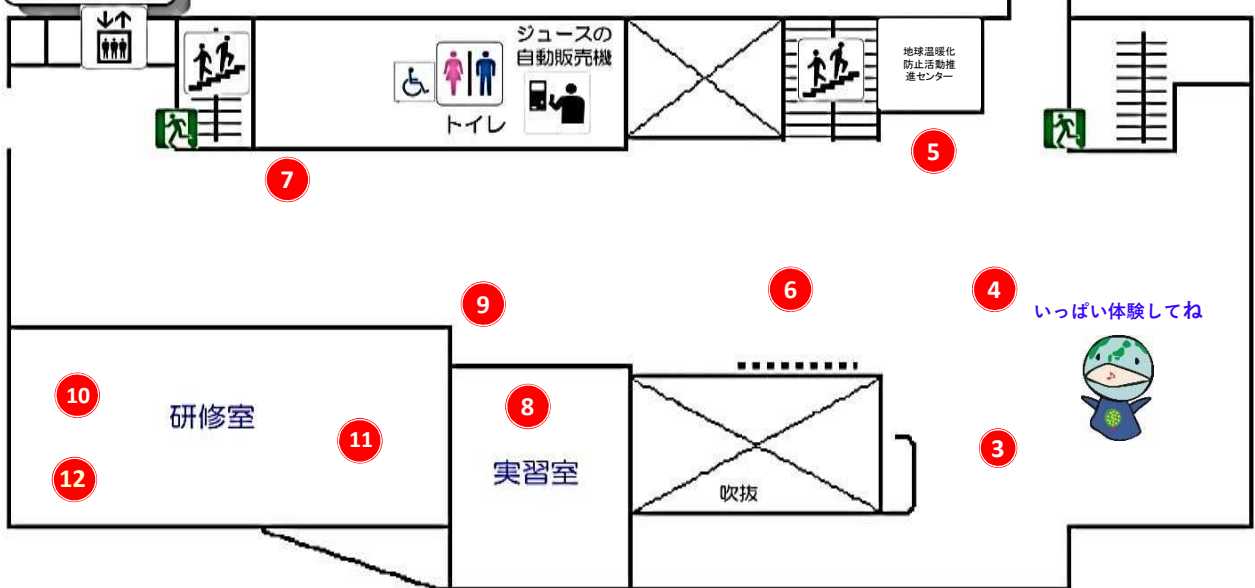 ジュースの
自動販売機
トイレ
地球温暖化
防止活動推
進センター
5
7
6
4
9
いっぱい体験してね
10
研修室
11
12
8
実習室
3
吹抜